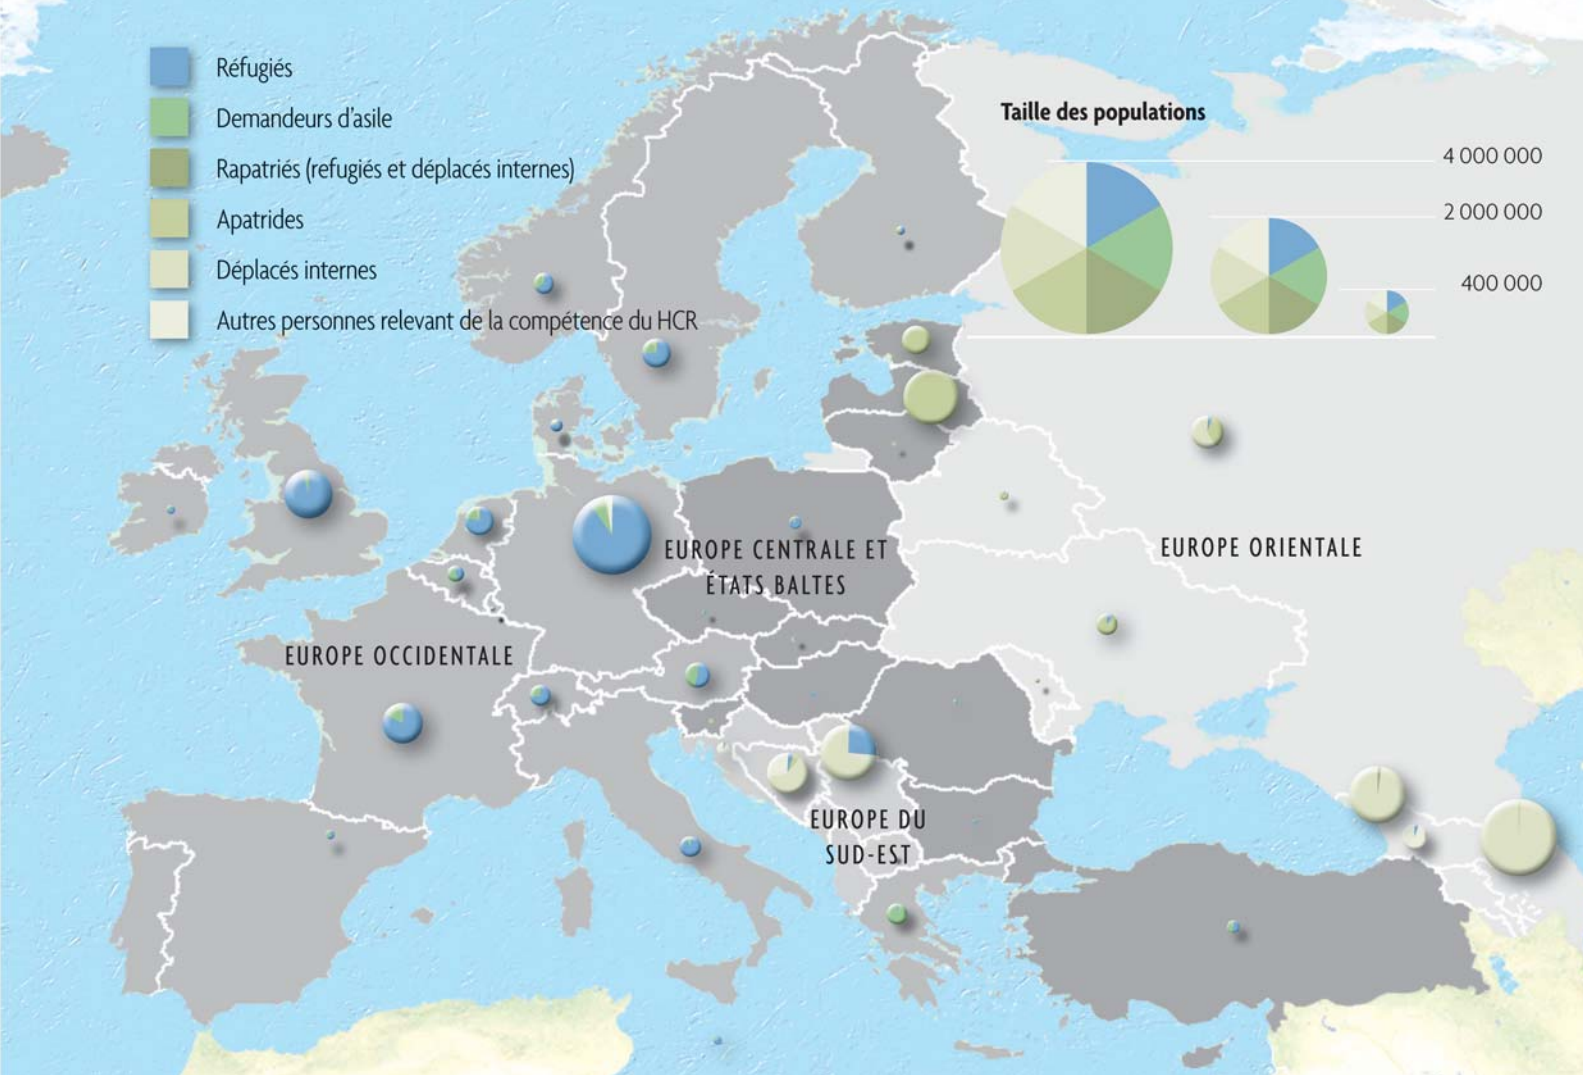 Réfugiés
Demandeurs d'asile
Rapatriés (refugiés et déplacés internes)
Apatrides
Déplacés internes
Autres personnes relevant de la compétence du HCR
Taille des populations
4 000 000
2 000 000
400 000
EUROPE CENTRALE ET
ÉTATS BALTES
EUROPE ORIENTALE
EUROPE OCCIDENTALE
EUROPE DU
SUD-EST